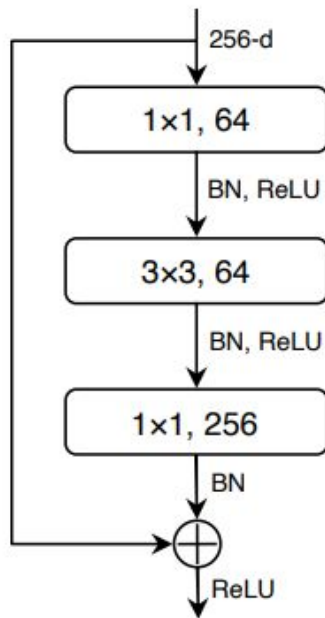 256-d
1×1, 64
BN, ReLU
3×3, 64
BN, ReLU
1×1, 256
BN
ReLU